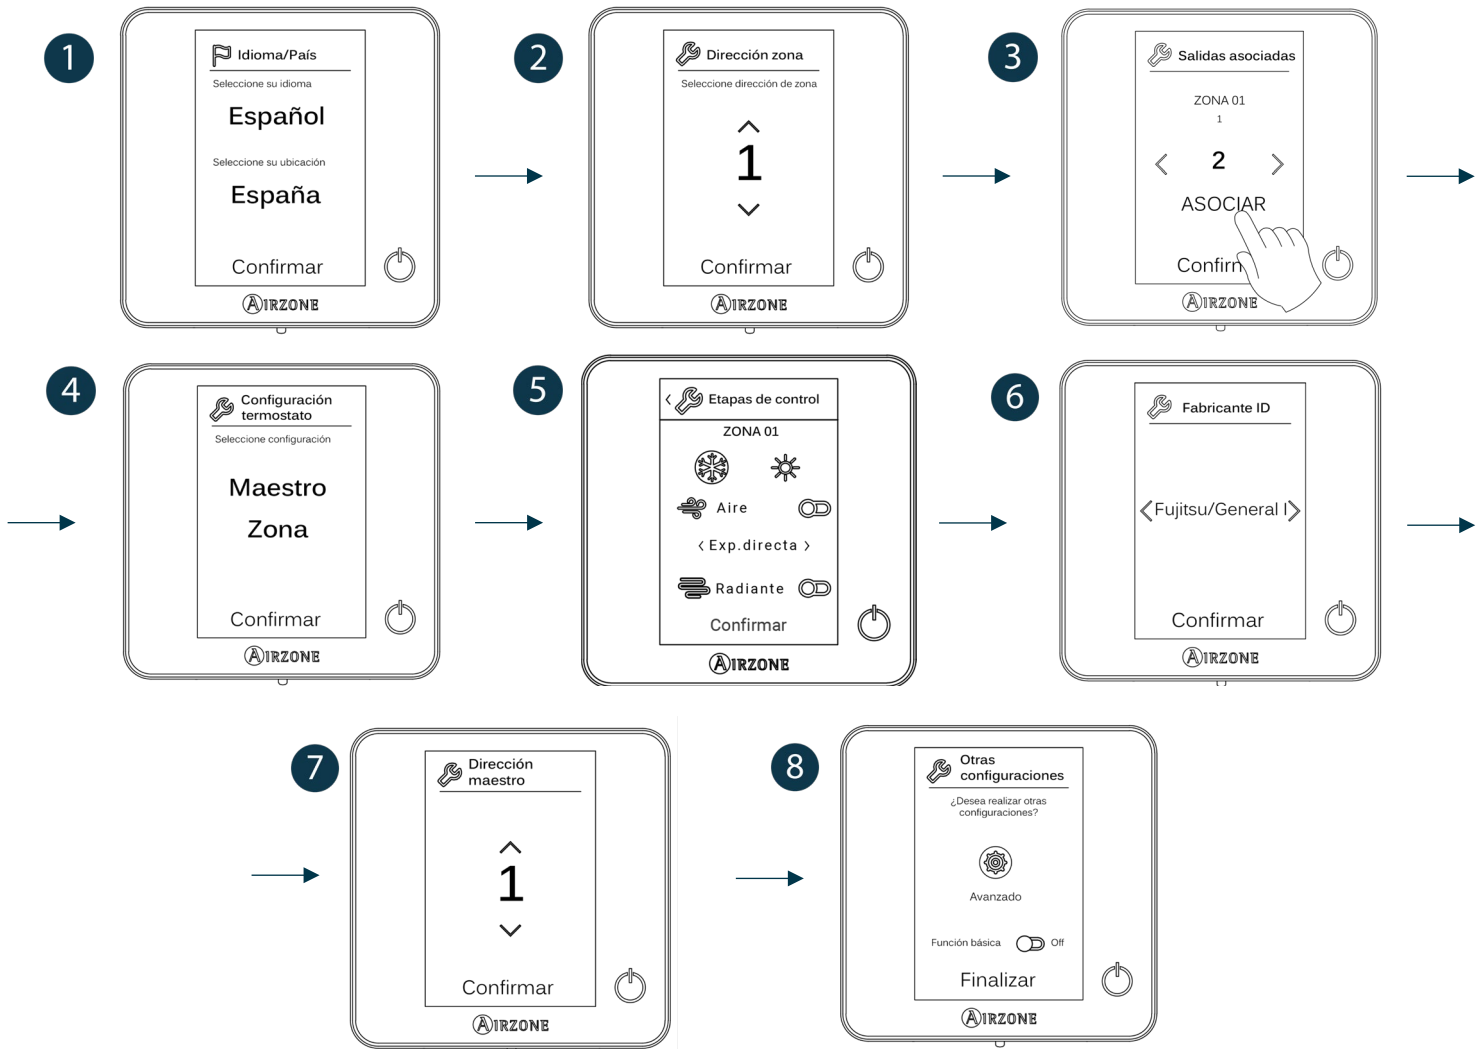 1
Idioma/País
Seleccione su idioma
Español
Seleccione su ubicación
España
Confirmar
AIRZONE
2
Dirección zona
Seleccione dirección de zona
1
Confirmar
AIRZONE
3
Salidas asociadas
ZONA 01
1
2
ASOCIAR
Confirm
AIRZONE
4
Configuración
termostato
Seleccione configuración
Maestro
Zona
Confirmar
AIRZONE
5
Etapas de control
ZONA 01
Aire
Exp.directa
Radiante
Confirmar
AIRZONE
6
Fabricante ID
Fujitsu/General I
Confirmar
AIRZONE
7
Dirección
maestro
1
Confirmar
AIRZONE
8
Otras
configuraciones
¿Desea realizar otras
configuraciones?
Avanzado
Función básica Off
Finalizar
AIRZONE